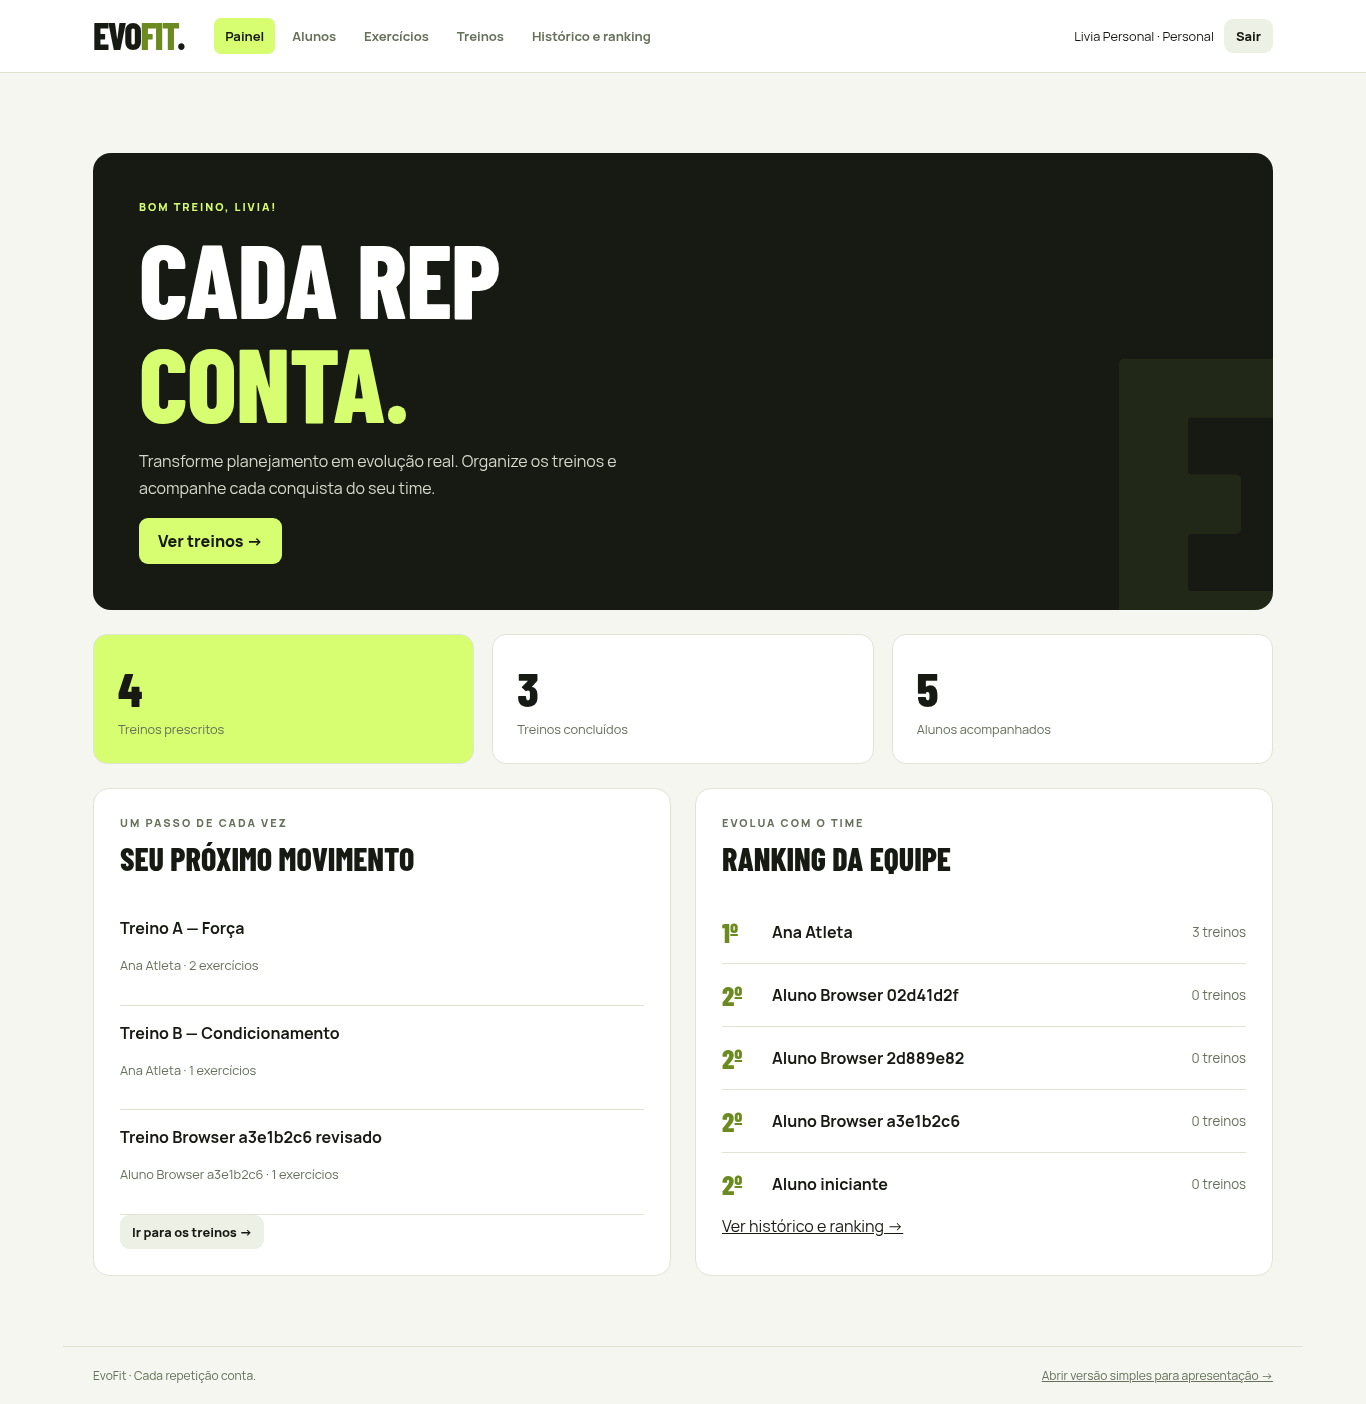 EVOFIT.
Painel
Alunos
Exercícios
Treinos
Histórico e ranking
Livia Personal · Personal
Sair
BOM TREINO, LIVIA!
CADA REP
CONTA.
Transforme planejamento em evolução real. Organize os treinos e
acompanhe cada conquista do seu time.
Ver treinos →
E
4
Treinos prescritos
3
Treinos concluídos
5
Alunos acompanhados
UM PASSO DE CADA VEZ
SEU PRÓXIMO MOVIMENTO
Treino A — Força
Ana Atleta · 2 exercícios
Treino B — Condicionamento
Ana Atleta · 1 exercícios
Treino Browser a3e1b2c6 revisado
Aluno Browser a3e1b2c6 · 1 exercícios
Ir para os treinos →
EVOLUA COM O TIME
RANKING DA EQUIPE
1º Ana Atleta 3 treinos
2º Aluno Browser 02d41d2f 0 treinos
2º Aluno Browser 2d889e82 0 treinos
2º Aluno Browser a3e1b2c6 0 treinos
2º Aluno iniciante 0 treinos
Ver histórico e ranking →
EvoFit · Cada repetição conta.
Abrir versão simples para apresentação →